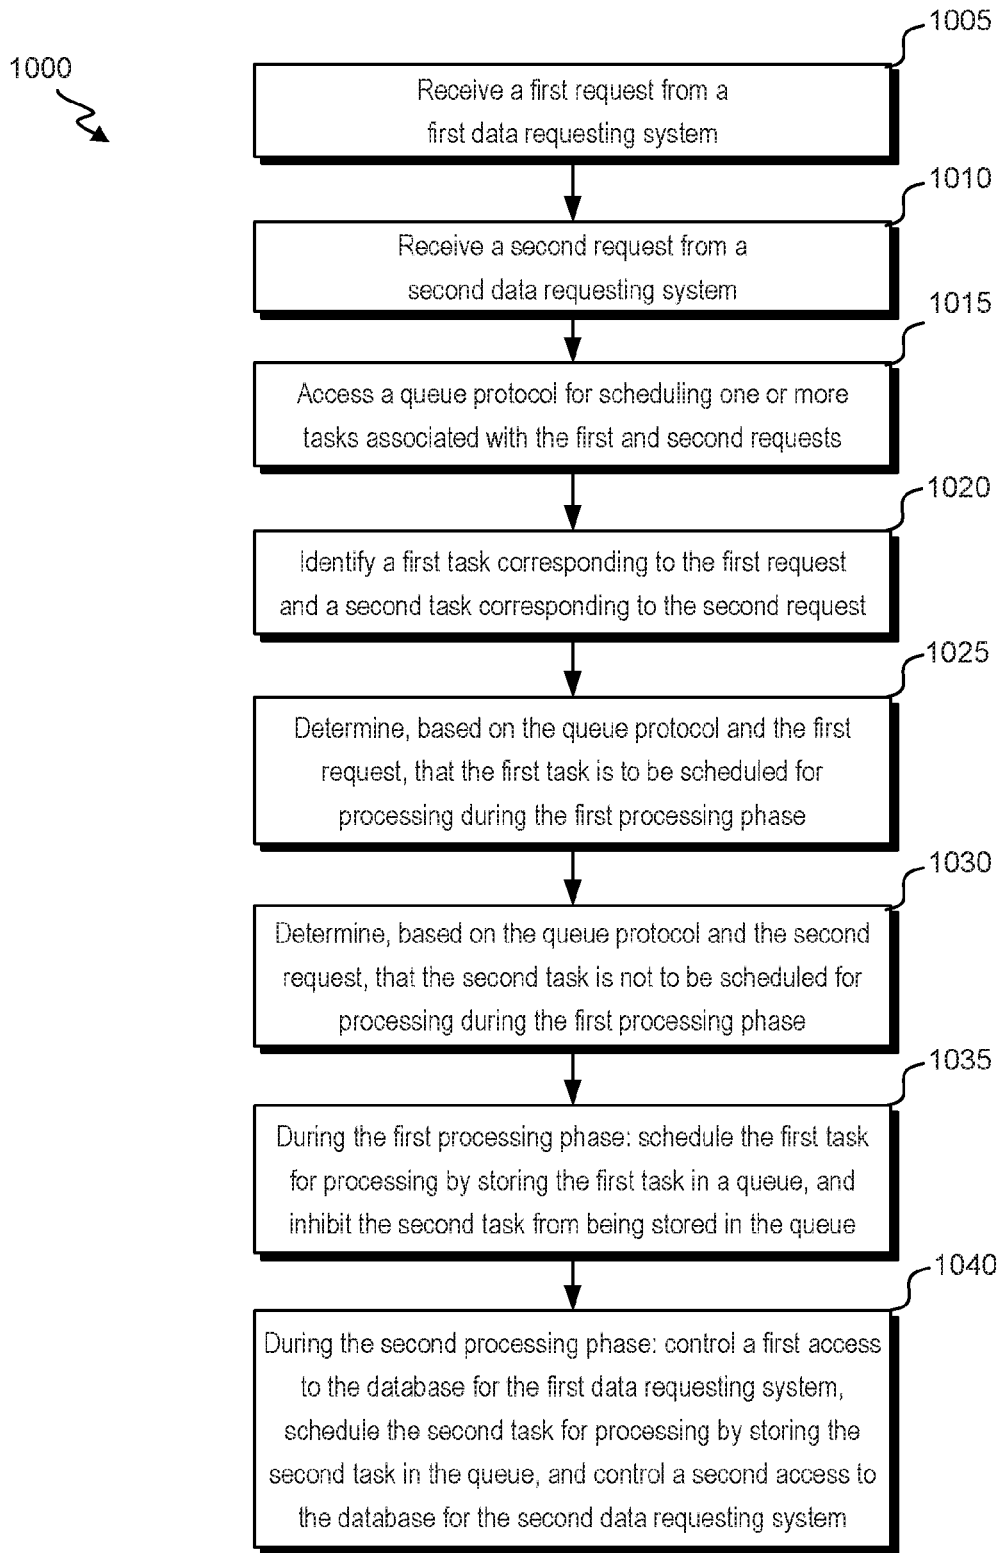 1000
1005
Receive a first request from a
first data requesting system
1010
Receive a second request from a
second data requesting system
1015
Access a queue protocol for scheduling one or more
tasks associated with the first and second requests
1020
Identify a first task corresponding to the first request
and a second task corresponding to the second request
1025
Determine, based on the queue protocol and the first
request, that the first task is to be scheduled for
processing during the first processing phase
1030
Determine, based on the queue protocol and the second
request, that the second task is not to be scheduled for
processing during the first processing phase
1035
During the first processing phase: schedule the first task
for processing by storing the first task in a queue, and
inhibit the second task from being stored in the queue
1040
During the second processing phase: control a first access
to the database for the first data requesting system,
schedule the second task for processing by storing the
second task in the queue, and control a second access to
the database for the second data requesting system